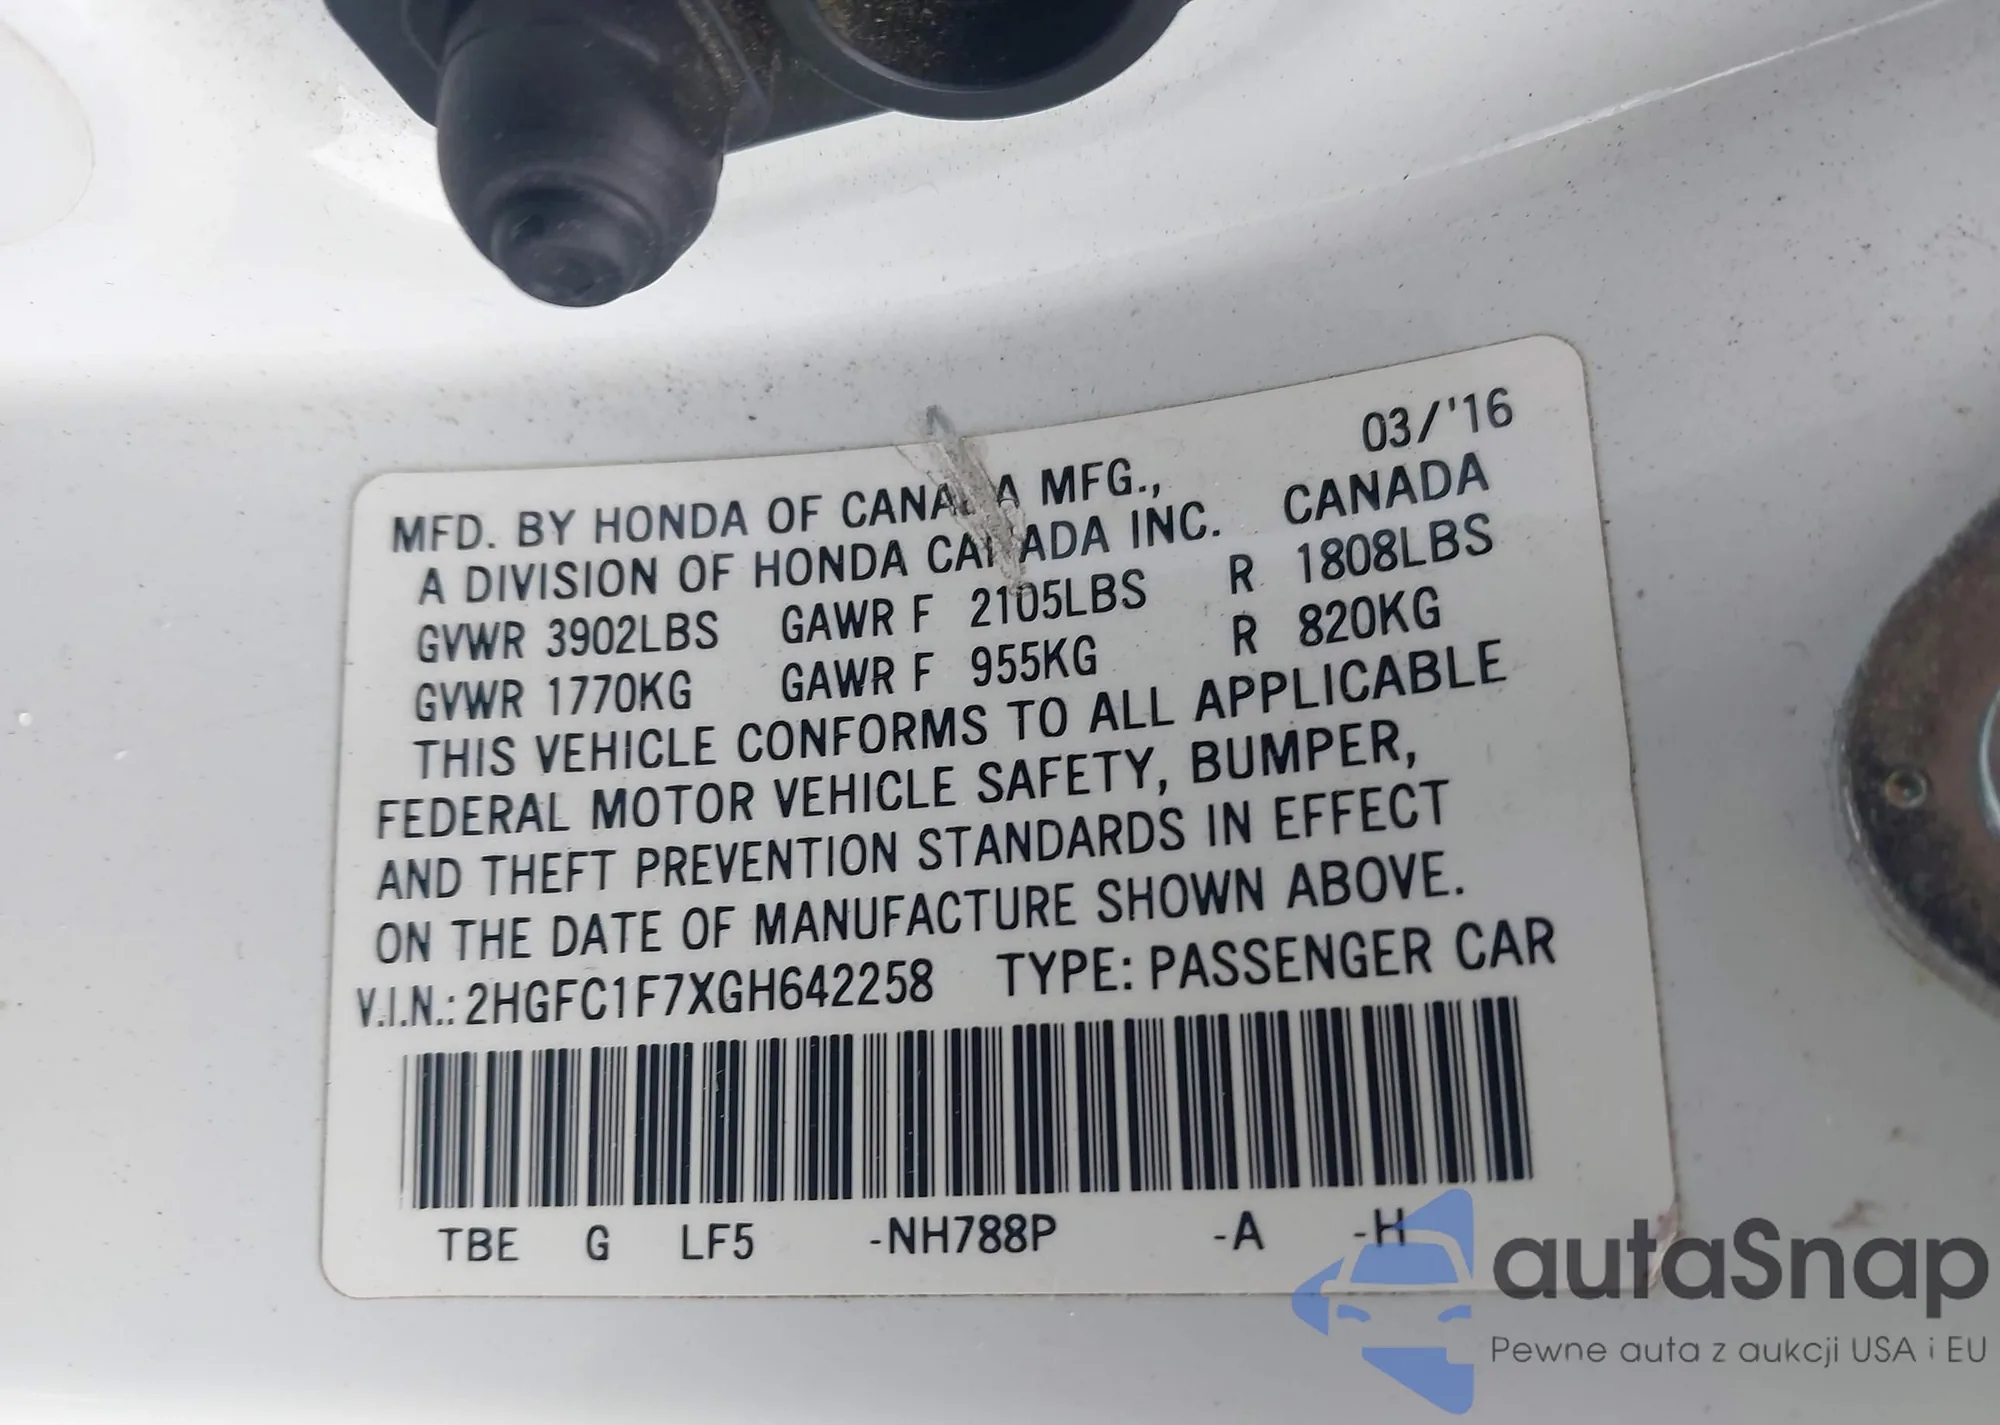 03/'16
MFD. BY HONDA OF CANADA MFG.,
A DIVISION OF HONDA CANADA INC. CANADA
GVWR 3902LBS GAWR F 2105LBS R 1808LBS
GVWR 1770KG GAWR F 955KG R 820KG
THIS VEHICLE CONFORMS TO ALL APPLICABLE
FEDERAL MOTOR VEHICLE SAFETY, BUMPER,
AND THEFT PREVENTION STANDARDS IN EFFECT
ON THE DATE OF MANUFACTURE SHOWN ABOVE.
V.I.N.: 2HGFC1F7XGH642258 TYPE: PASSENGER CAR
TBE G LF5 -NH788P -A -H
autaSnap
Pewne auta z aukcji USA i EU